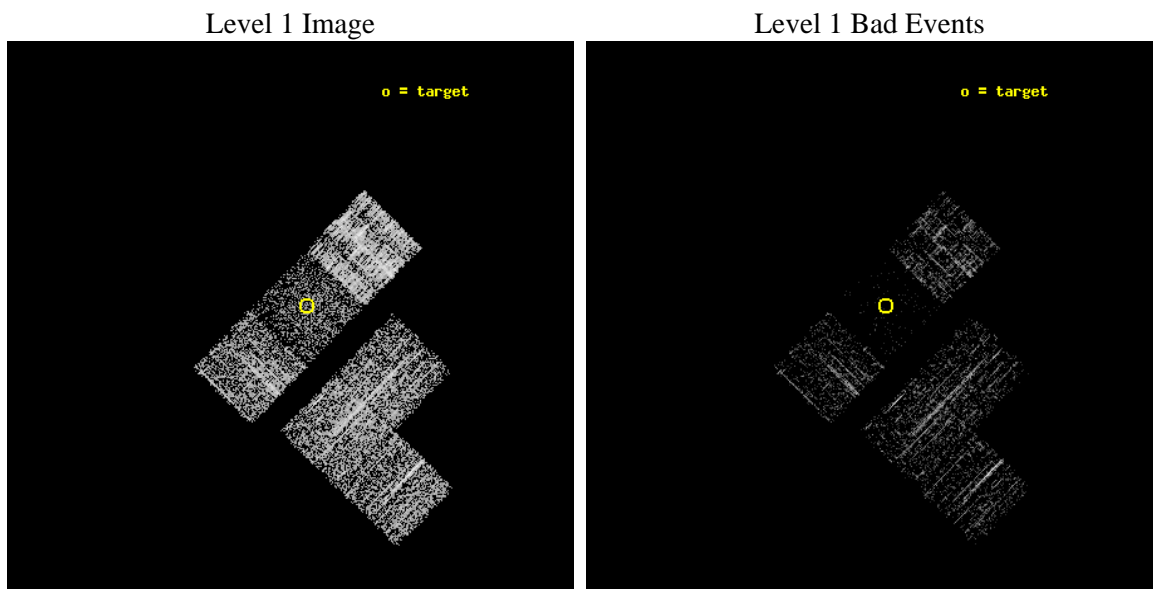 Level 1 Image
Level 1 Bad Events
o = target
o = target